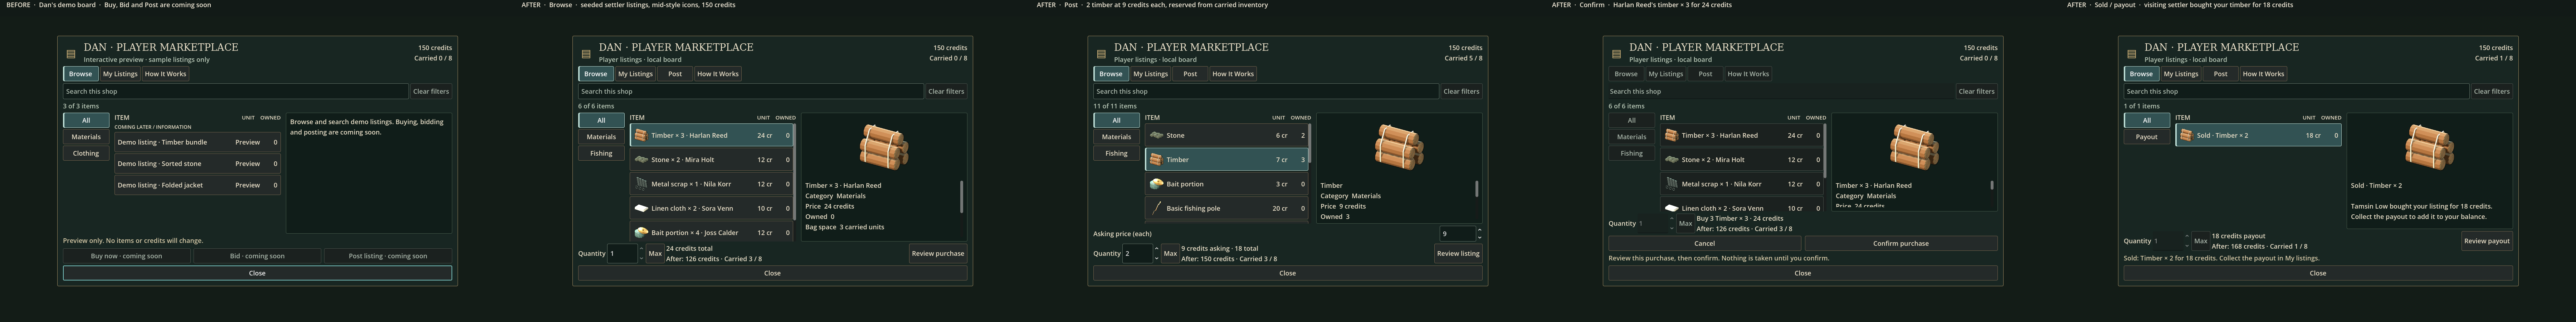 BEFORE · Dan's demo board · Buy, Bid and Post are coming soon
DAN · PLAYER MARKETPLACE
Interactive preview · sample listings only
150 credits
Carried 0 / 8
Browse
My Listings
How It Works
Search this shop
Clear filters
3 of 3 items
All
Materials
Clothing
ITEM UNIT OWNED
COMING LATER / INFORMATION
Demo listing · Timber bundle Preview 0
Demo listing · Sorted stone Preview 0
Demo listing · Folded jacket Preview 0
Browse and search demo listings. Buying, bidding
and posting are coming soon.
Preview only. No items or credits will change.
Buy now · coming soon
Bid · coming soon
Post listing · coming soon
Close
AFTER · Browse · seeded settler listings, mid-style icons, 150 credits
DAN · PLAYER MARKETPLACE
Player listings · local board
150 credits
Carried 0 / 8
Browse
My Listings
Post
How It Works
Search this shop
Clear filters
6 of 6 items
All
Materials
Fishing
ITEM UNIT OWNED
Timber × 3 · Harlan Reed 24 cr 0
Stone × 2 · Mira Holt 12 cr 0
Metal scrap × 1 · Nila Korr 12 cr 0
Linen cloth × 2 · Sora Venn 10 cr 0
Bait portion × 4 · Joss Calder 12 cr 0
Timber × 3 · Harlan Reed
Category Materials
Price 24 credits
Owned 0
Bag space 3 carried units
Quantity 1 Max
24 credits total
After: 126 credits · Carried 3 / 8
Review purchase
Close
AFTER · Post · 2 timber at 9 credits each, reserved from carried inventory
DAN · PLAYER MARKETPLACE
Player listings · local board
150 credits
Carried 5 / 8
Browse
My Listings
Post
How It Works
Search this shop
Clear filters
11 of 11 items
All
Materials
Fishing
ITEM UNIT OWNED
Stone 6 cr 2
Timber 7 cr 3
Bait portion 3 cr 0
Basic fishing pole 20 cr 0
Timber
Category Materials
Price 9 credits
Owned 3
Asking price (each) 9
Quantity 2 Max
9 credits asking · 18 total
After: 150 credits · Carried 3 / 8
Review listing
Close
AFTER · Confirm · Harlan Reed's timber × 3 for 24 credits
DAN · PLAYER MARKETPLACE
Player listings · local board
150 credits
Carried 0 / 8
Browse
My Listings
Post
How It Works
Search this shop
Clear filters
6 of 6 items
All
Materials
Fishing
ITEM UNIT OWNED
Timber × 3 · Harlan Reed 24 cr 0
Stone × 2 · Mira Holt 12 cr 0
Metal scrap × 1 · Nila Korr 12 cr 0
Linen cloth × 2 · Sora Venn 10 cr 0
Timber × 3 · Harlan Reed
Category Materials
Price 24 credits
Quantity 1 Max
Buy 3 Timber × 3 · 24 credits
After: 126 credits · Carried 3 / 8
Cancel
Confirm purchase
Review this purchase, then confirm. Nothing is taken until you confirm.
Close
AFTER · Sold / payout · visiting settler bought your timber for 18 credits
DAN · PLAYER MARKETPLACE
Player listings · local board
150 credits
Carried 1 / 8
Browse
My Listings
Post
How It Works
Search this shop
Clear filters
1 of 1 items
All
Payout
ITEM UNIT OWNED
Sold · Timber × 2 18 cr 0
Sold · Timber × 2
Tamsin Low bought your listing for 18 credits.
Collect the payout to add it to your balance.
Quantity 1 Max
18 credits payout
After: 168 credits · Carried 1 / 8
Review payout
Sold: Timber × 2 for 18 credits. Collect the payout in My listings.
Close